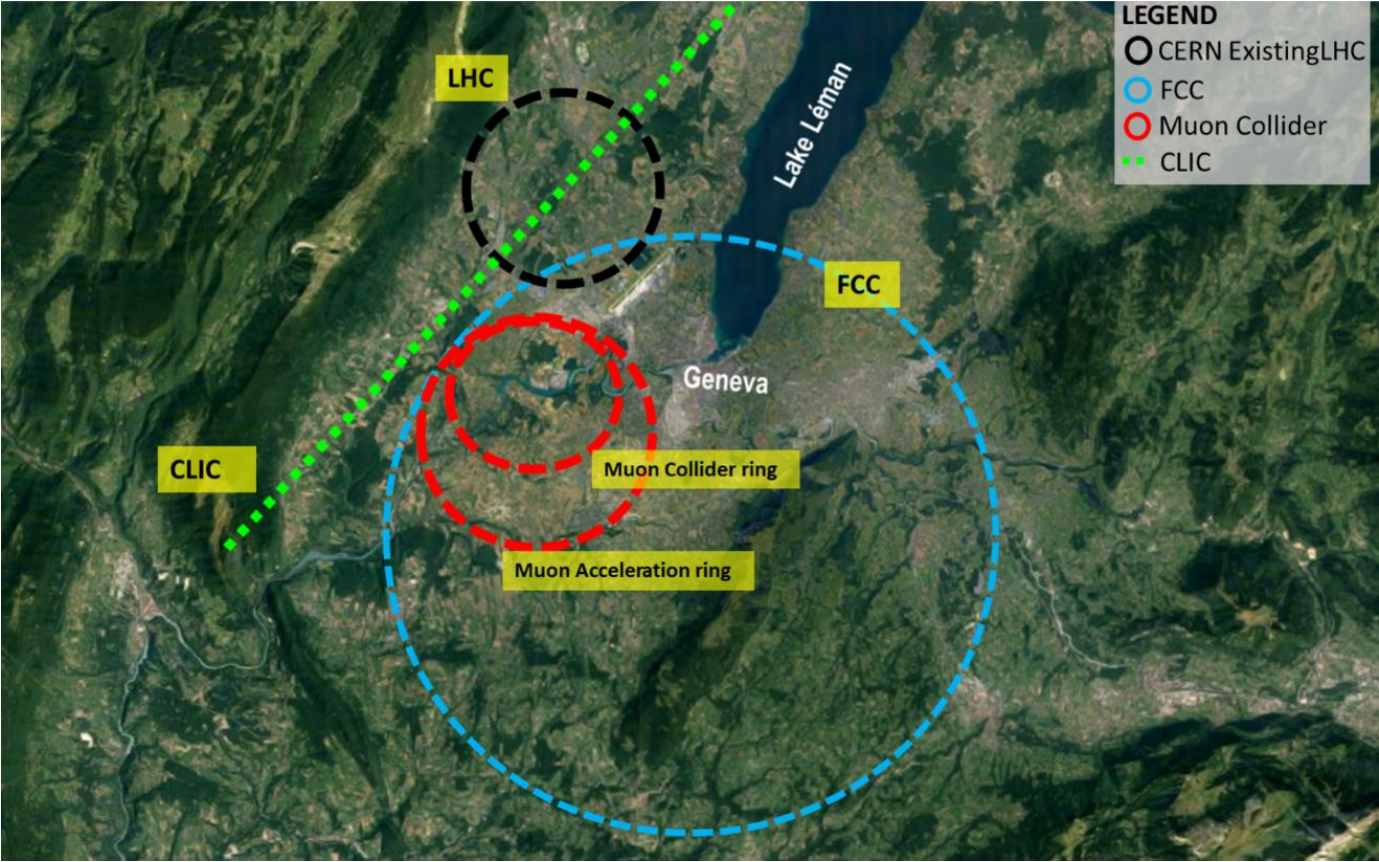 LEGEND
CERN ExistingLHC
FCC
Muon Collider
CLIC
LHC
Lake Léman
FCC
Geneva
CLIC
Muon Collider ring
Muon Acceleration ring